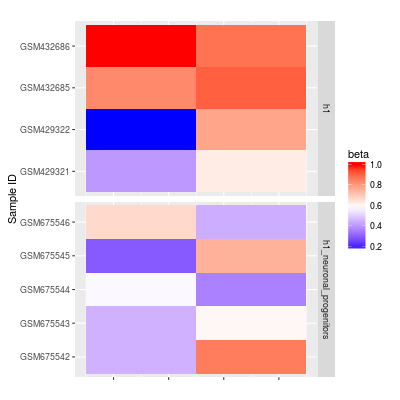 GSM432686
GSM432685
GSM429322
GSM429321
h1
GSM675546
GSM675545
GSM675544
GSM675543
GSM675542
h1_neuronal_progenitors
Sample ID
beta
1.0
0.8
0.6
0.4
0.2